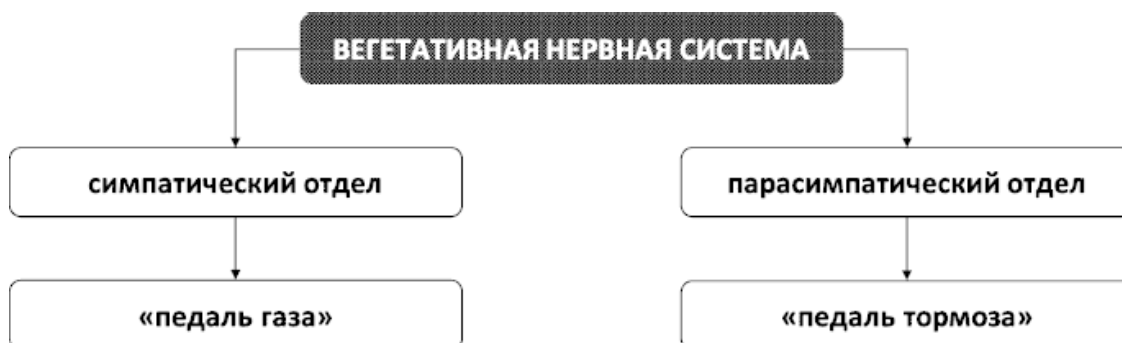 ВЕГЕТАТИВНАЯ НЕРВНАЯ СИСТЕМА
симпатический отдел
парасимпатический отдел
«педаль газа»
«педаль тормоза»